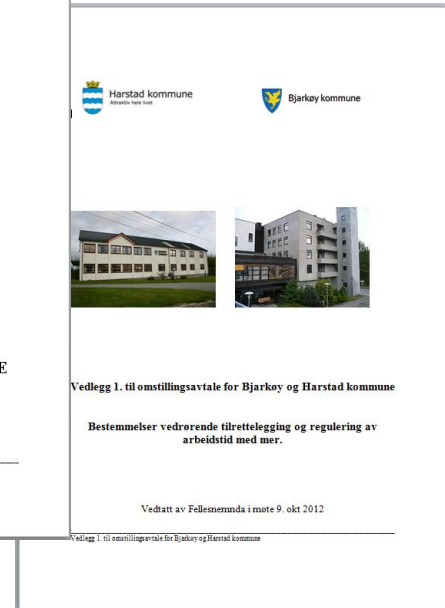 Harstad kommune
Attraktiv hele livet
Bjarkøy kommune
E
Vedlegg 1. til omstillingsavtale for Bjarkøy og Harstad kommune
Bestemmelser vedrørende tilrettelegging og regulering av
arbeidstid med mer.
Vedtatt av Fellesnemnda i møte 9. okt 2012
Vedlegg 1. til omstillingsavtale for Bjarkøy og Harstad kommune